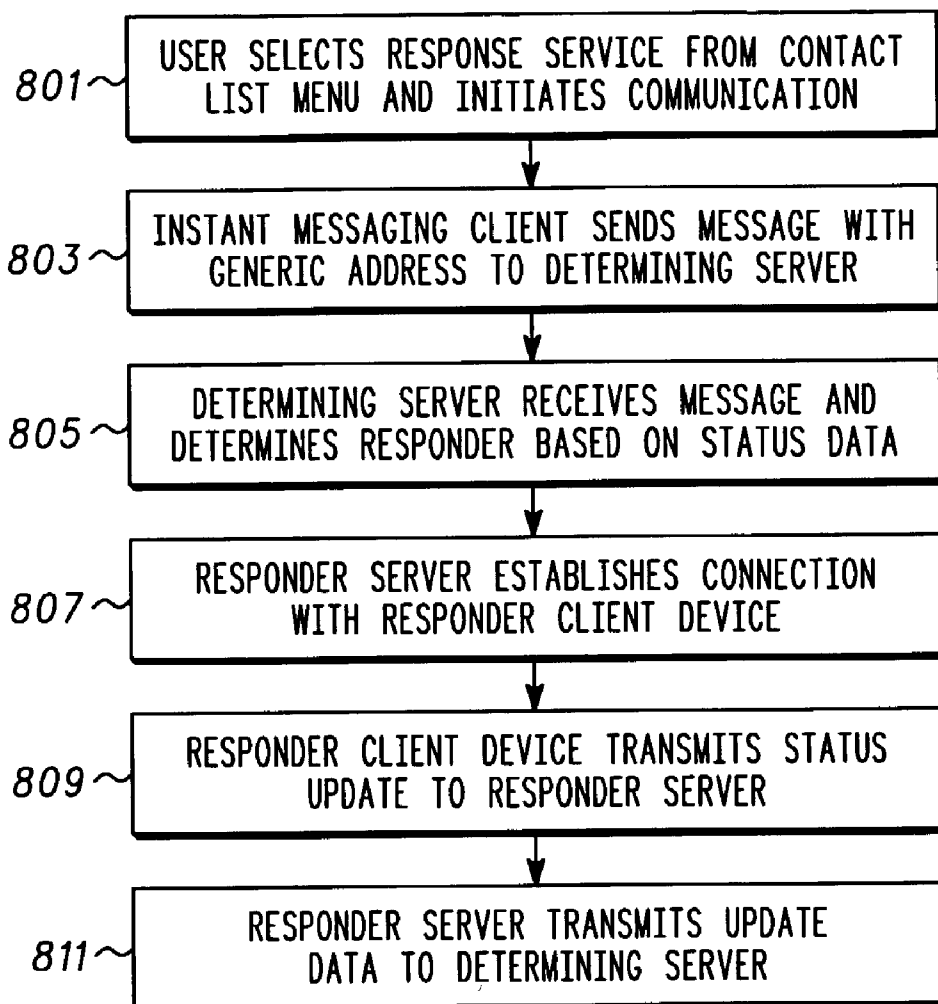 801
USER SELECTS RESPONSE SERVICE FROM CONTACT
LIST MENU AND INITIATES COMMUNICATION
803
INSTANT MESSAGING CLIENT SENDS MESSAGE WITH
GENERIC ADDRESS TO DETERMINING SERVER
805
DETERMINING SERVER RECEIVES MESSAGE AND
DETERMINES RESPONDER BASED ON STATUS DATA
807
RESPONDER SERVER ESTABLISHES CONNECTION
WITH RESPONDER CLIENT DEVICE
809
RESPONDER CLIENT DEVICE TRANSMITS STATUS
UPDATE TO RESPONDER SERVER
811
RESPONDER SERVER TRANSMITS UPDATE
DATA TO DETERMINING SERVER